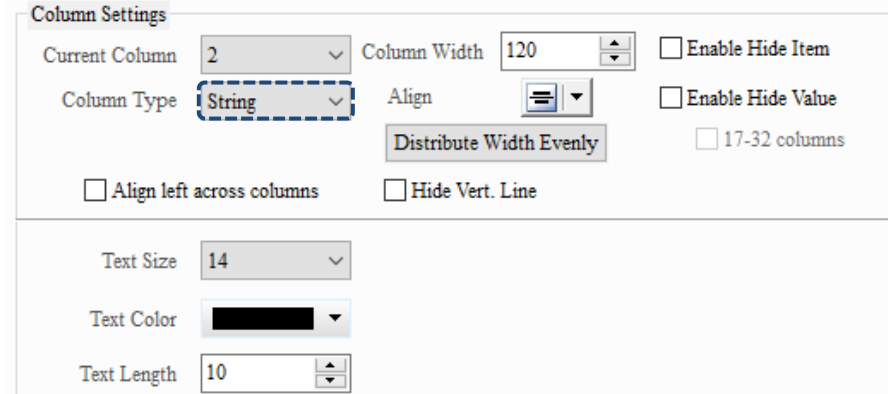 Column Settings
Current Column 2 Column Width 120 Enable Hide Item
Column Type String Align Enable Hide Value
Distribute Width Evenly 17-32 columns
Align left across columns Hide Vert. Line
Text Size 14
Text Color
Text Length 10